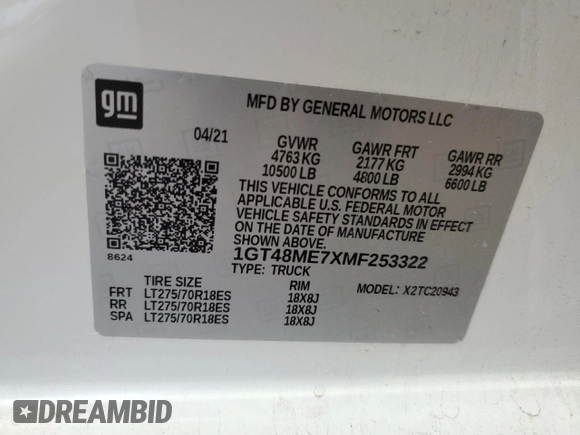 gm
MFD BY GENERAL MOTORS LLC
04/21 GVWR GAWR FRT GAWR RR
4763 KG 2177 KG 2994 KG
10500 LB 4800 LB 6600 LB
THIS VEHICLE CONFORMS TO ALL
APPLICABLE U.S. FEDERAL MOTOR
VEHICLE SAFETY STANDARDS IN EFFECT
ON THE DATE OF MANUFACTURE
SHOWN ABOVE.
8624 1GT48ME7XMF253322
TYPE: TRUCK
TIRE SIZE RIM MODEL: X2TC20943
FRT LT275/70R18ES 18X8J
RR LT275/70R18ES 18X8J
SPA LT275/70R18ES 18X8J
DREAMBID